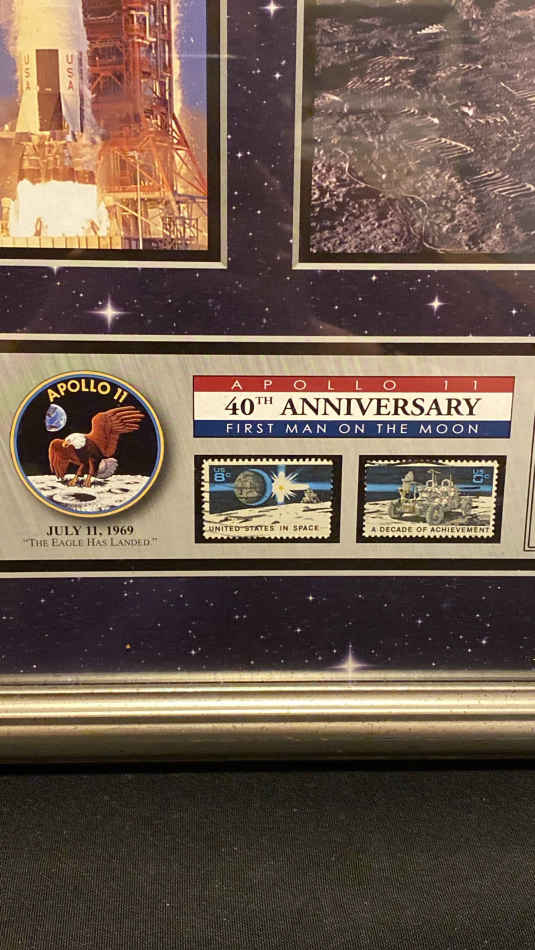 USA
USA
APOLLO 11
JULY 11, 1969
"THE EAGLE HAS LANDED."
APOLLO 11
40TH ANNIVERSARY
FIRST MAN ON THE MOON
US
8c
UNITED STATES IN SPACE
US
A DECADE OF ACHIEVEMENT